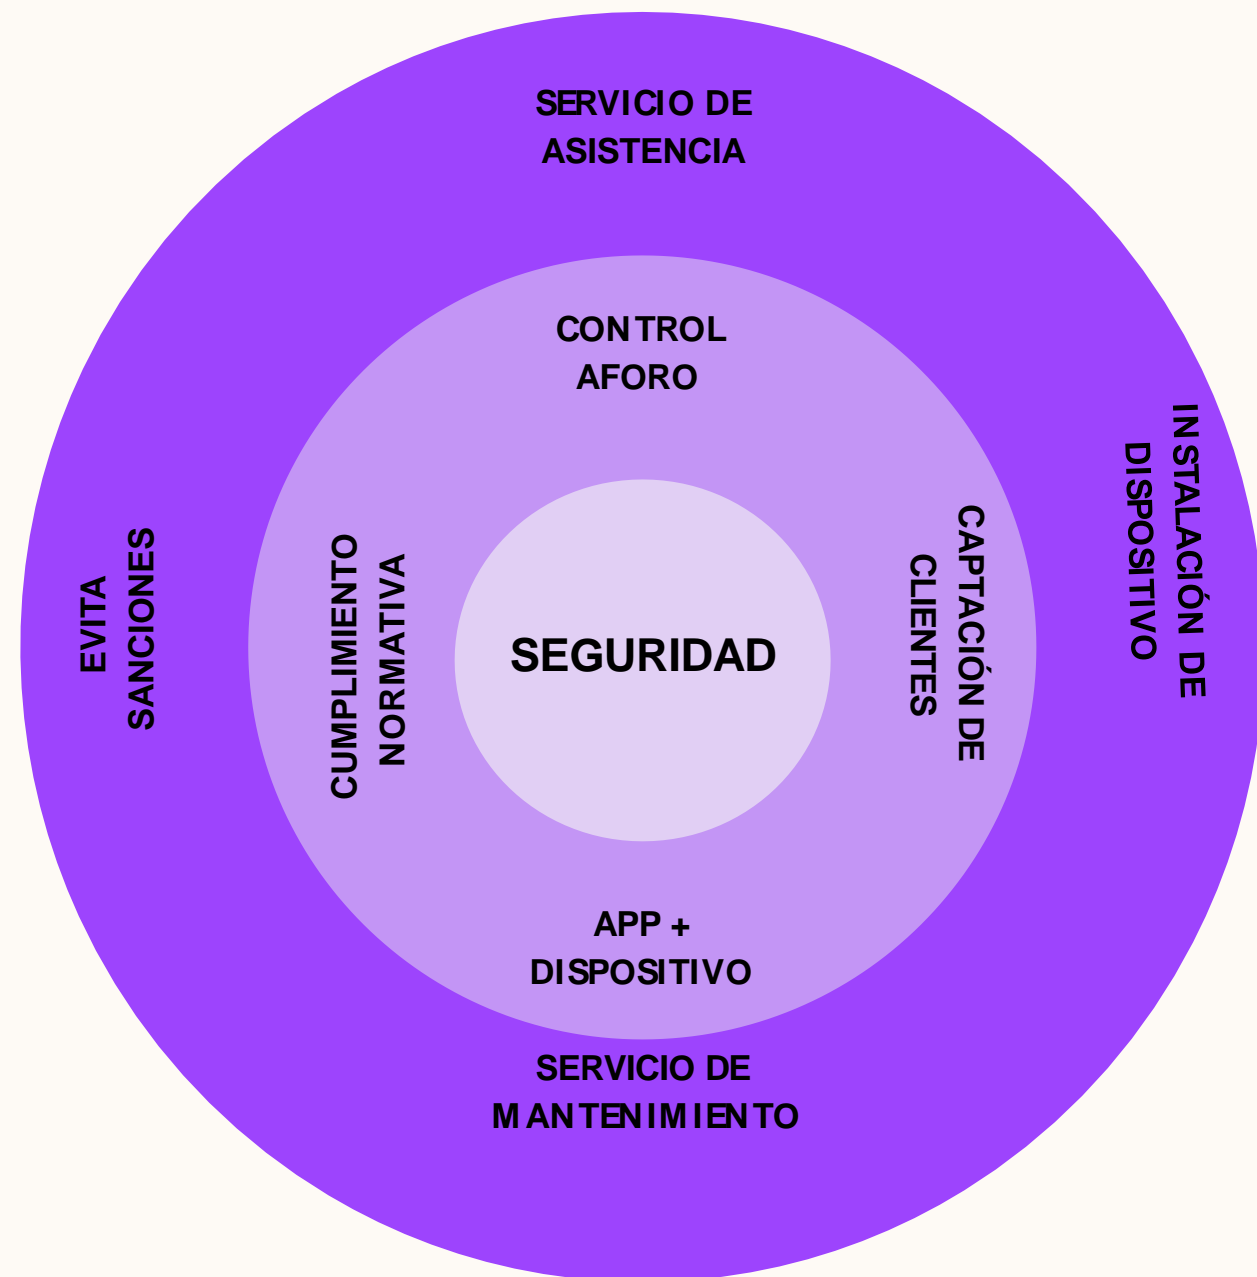 SERVICIO DE
ASISTENCIA
CONTROL
AFORO
INSTALACIÓN DE
DISPOSITIVO
EVITA
SANCIONES
CUMPLIMIENTO
NORMATIVA
SEGURIDAD
CAPTACIÓN DE
CLIENTES
APP +
DISPOSITIVO
SERVICIO DE
MANTENIMIENTO